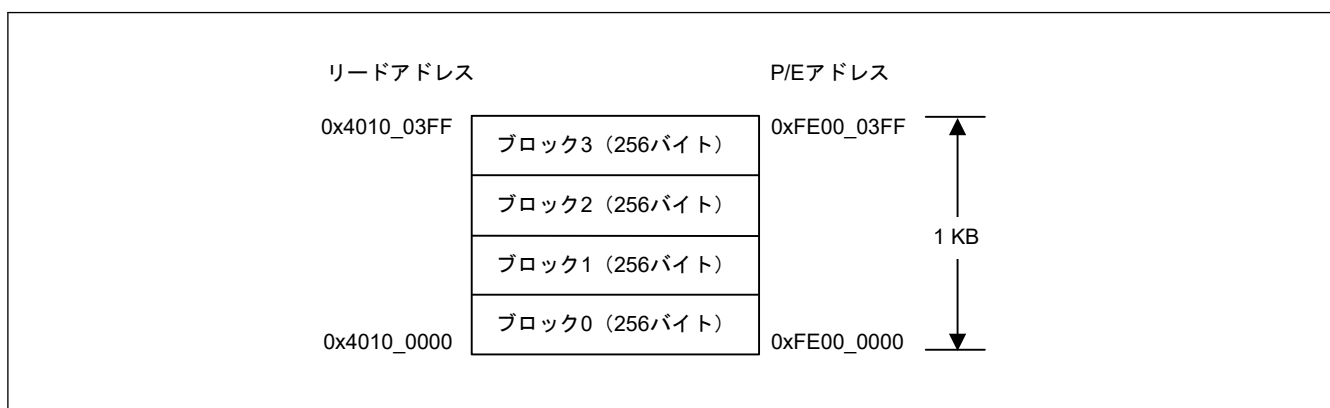 リードアドレス
P/Eアドレス
0x4010_03FF
ブロック3（256バイト）
0xFE00_03FF
ブロック2（256バイト）
1 KB
ブロック1（256バイト）
ブロック0（256バイト）
0x4010_0000
0xFE00_0000